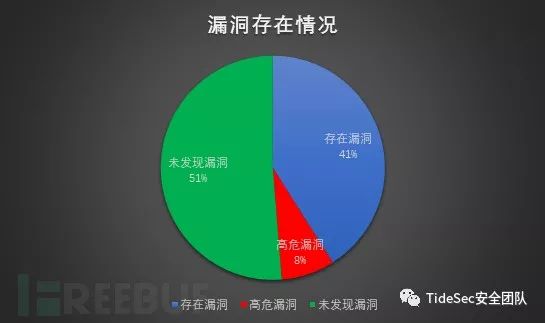 漏洞存在情况
存在漏洞
41%
未发现漏洞
51%
高危漏洞
8%
存在漏洞 高危漏洞 未发现漏洞
FREEBUF
TideSec安全团队